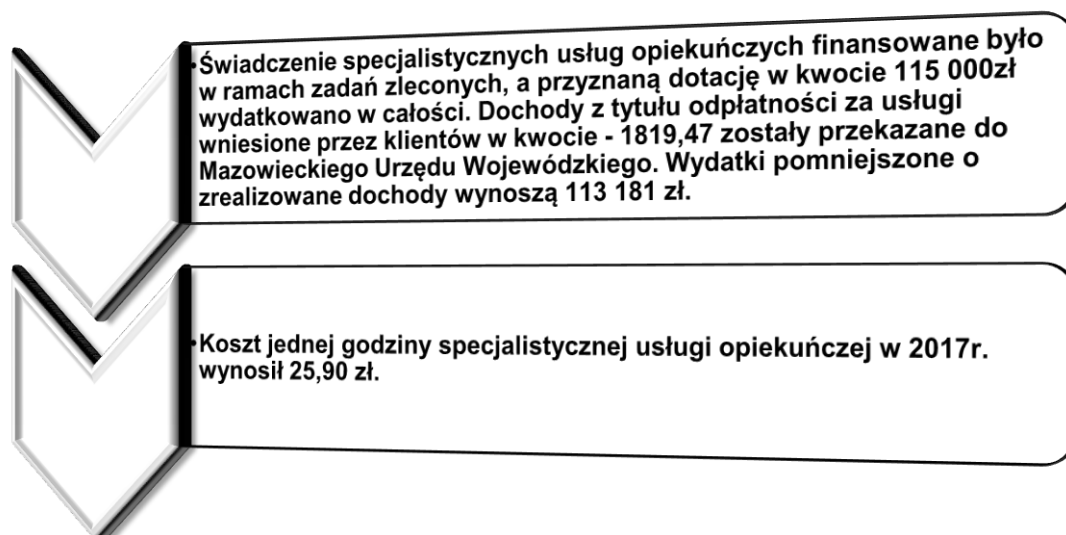 •Świadczenie specjalistycznych usług opiekuńczych finansowane było
w ramach zadań zleconych, a przyznaną dotację w kwocie 115 000zł
wydatkowano w całości. Dochody z tytułu odpłatności za usługi
wniesione przez klientów w kwocie - 1819,47 zostały przekazane do
Mazowieckiego Urzędu Wojewódzkiego. Wydatki pomniejszone o
zrealizowane dochody wynoszą 113 181 zł.
•Koszt jednej godziny specjalistycznej usługi opiekuńczej w 2017r.
wynosił 25,90 zł.